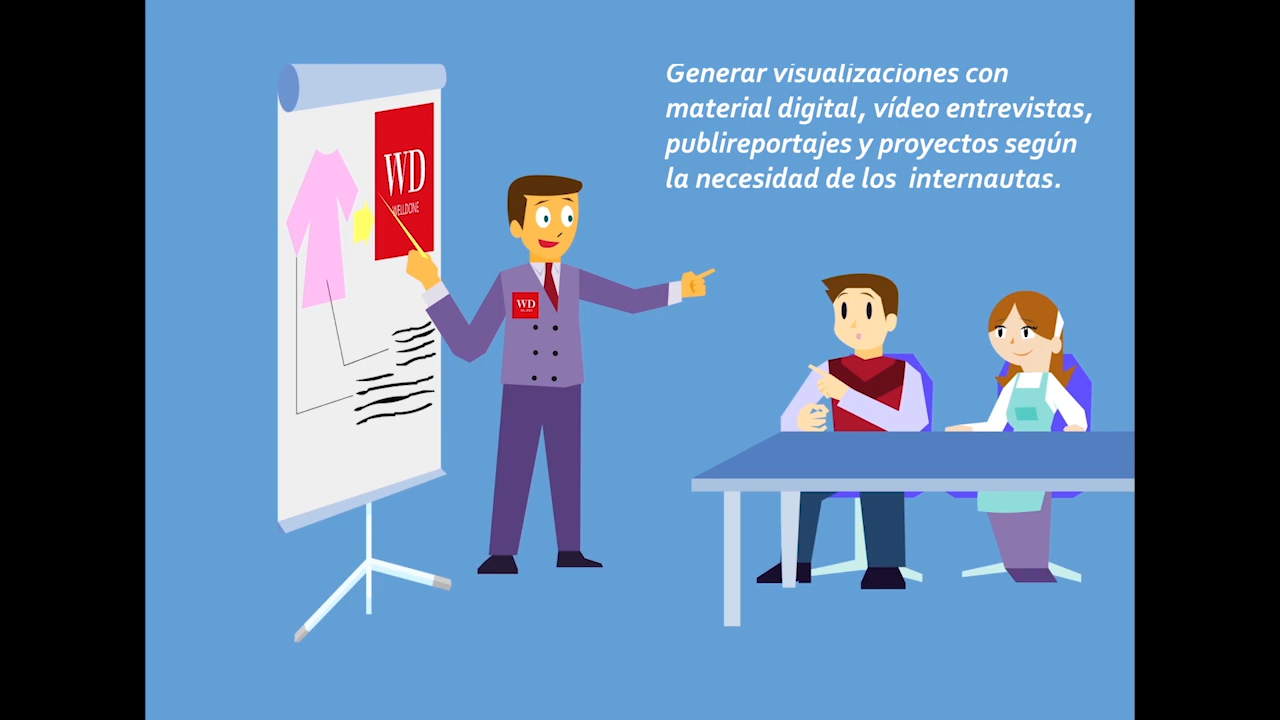 Generar visualizaciones con
material digital, vídeo entrevistas,
publireportajes y proyectos según
la necesidad de los  internautas.
WD
WELLDONE
WD